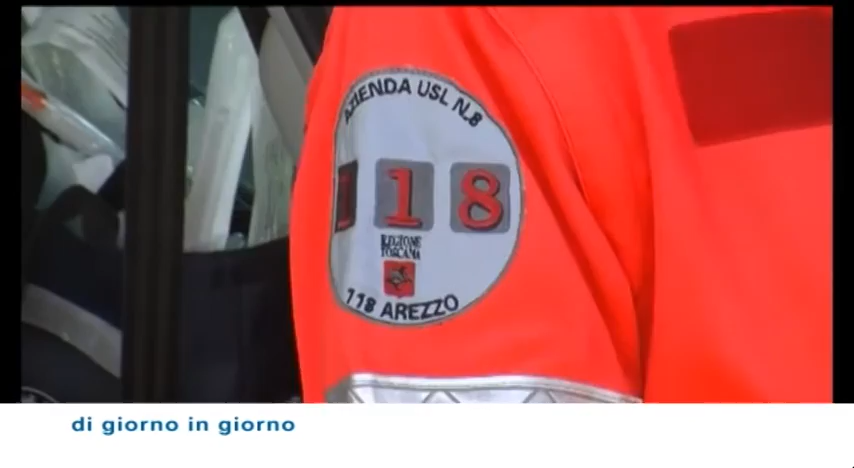 AZIENDA USL N.8
118
REGIONE
TOSCANA
118 AREZZO
di giorno in giorno